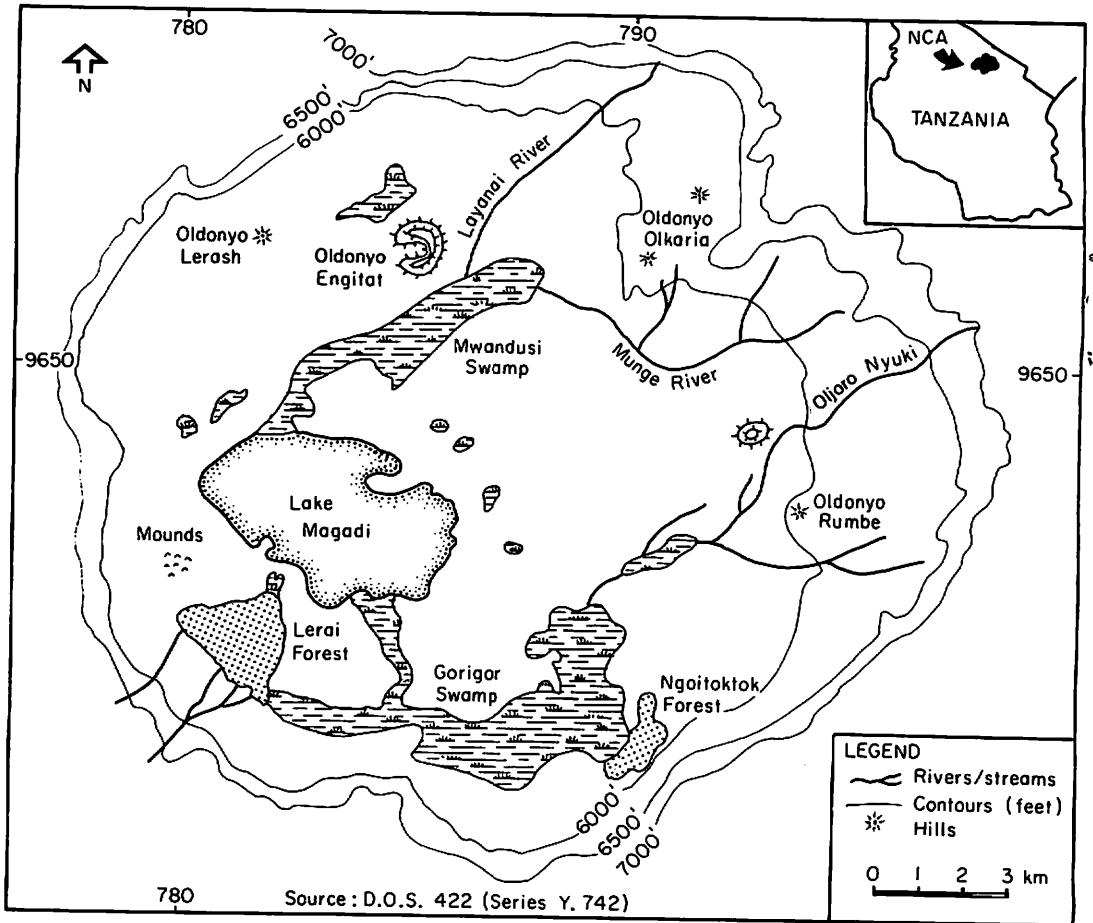 780
790
7000'
6500'
6000'
N
NCA
TANZANIA
Layanai River
Oldonyo
Lerash
Oldonyo
Engitat
Oldonyo
Olkaria
Mwandusi
Swamp
Munge River
Oljoro Nyuki
9650
9650
Lake
Magadi
Mounds
Oldonyo
Rumbe
Lerai
Forest
Gorigor
Swamp
Ngoitoktok
Forest
6000'
6500'
7000'
LEGEND
Rivers/streams
Contours (feet)
Hills
0 1 2 3 km
780
Source: D.O.S. 422 (Series Y. 742)